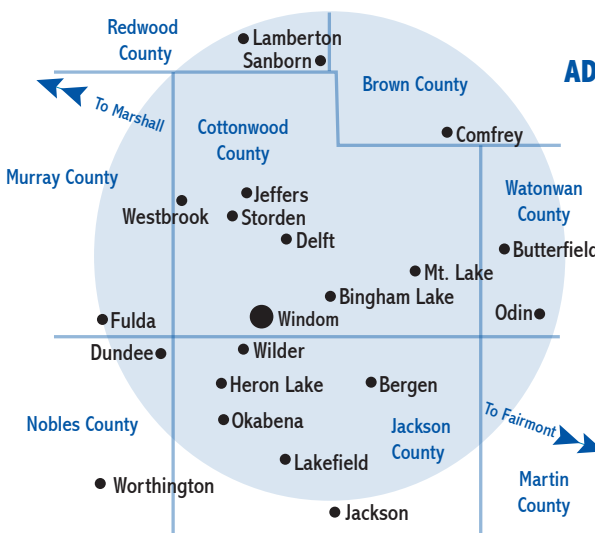 Redwood
County
Lamberton
Sanborn
AD
Brown County
To Marshall
Cottonwood
County
Comfrey
Murray County
Jeffers
Watonwan
County
Westbrook
Storden
Delft
Butterfield
Mt. Lake
Bingham Lake
Odin
Fulda
Windom
Dundee
Wilder
Heron Lake
Bergen
Nobles County
Okabena
Jackson
County
To Fairmont
Lakefield
Martin
County
Worthington
Jackson